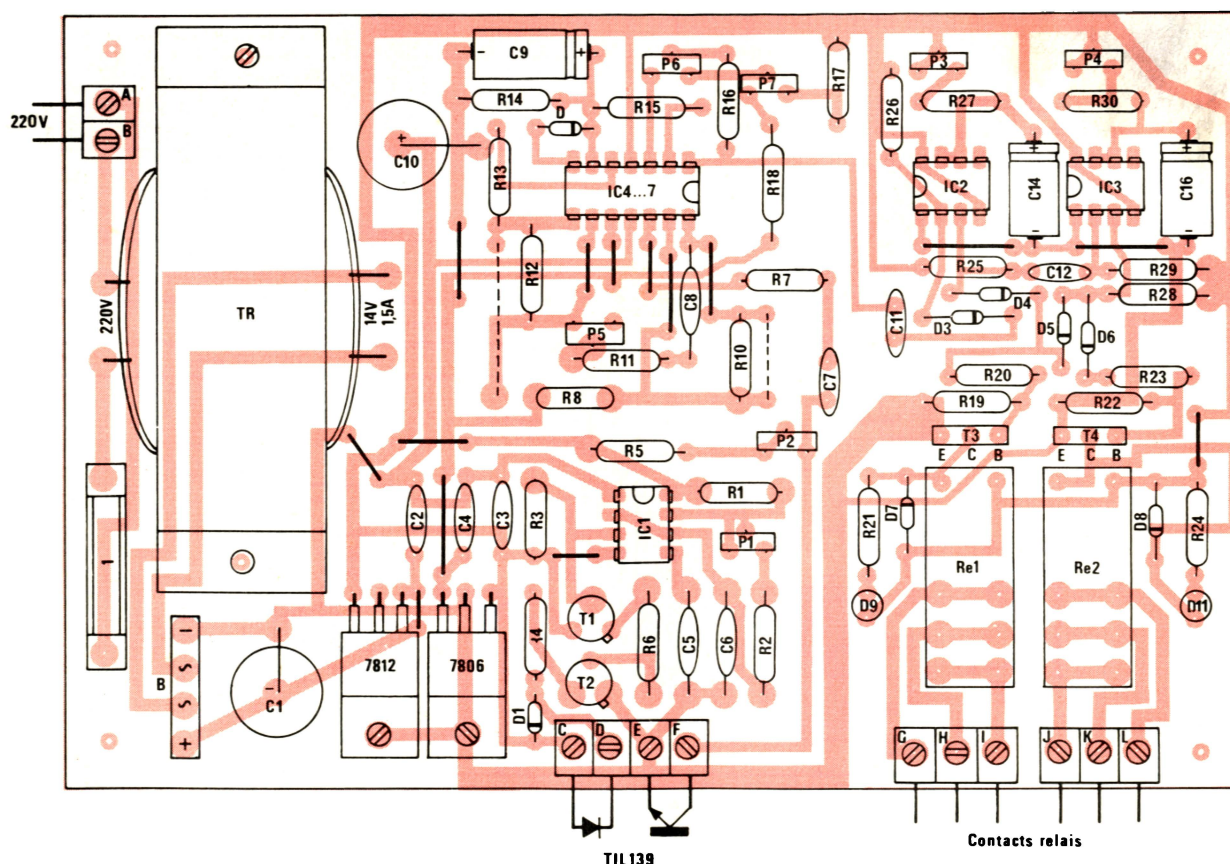 220V
A
B
TR
220V
14V
1,5A
1
B
C1
7812
7806
C9
R14
D
R15
P6
R16
P7
R17
C10
R13
IC4...7
R18
R12
C8
R7
P5
R11
R10
R8
C7
C11
R26
P3
R27
P4
R30
IC2
C14
IC3
C16
R25
C12
R29
R28
D4
D3
D5
D6
R20
R23
R19
R22
T3
E C B
T4
E C B
P2
R5
R1
C2
C4
C3
R3
IC1
P1
T1
T2
R6
C5
C6
R2
D1
R21
D7
D9
Re1
Re2
D8
R24
D11
C
D
E
F
G
H
I
J
K
L
TIL139
Contacts relais